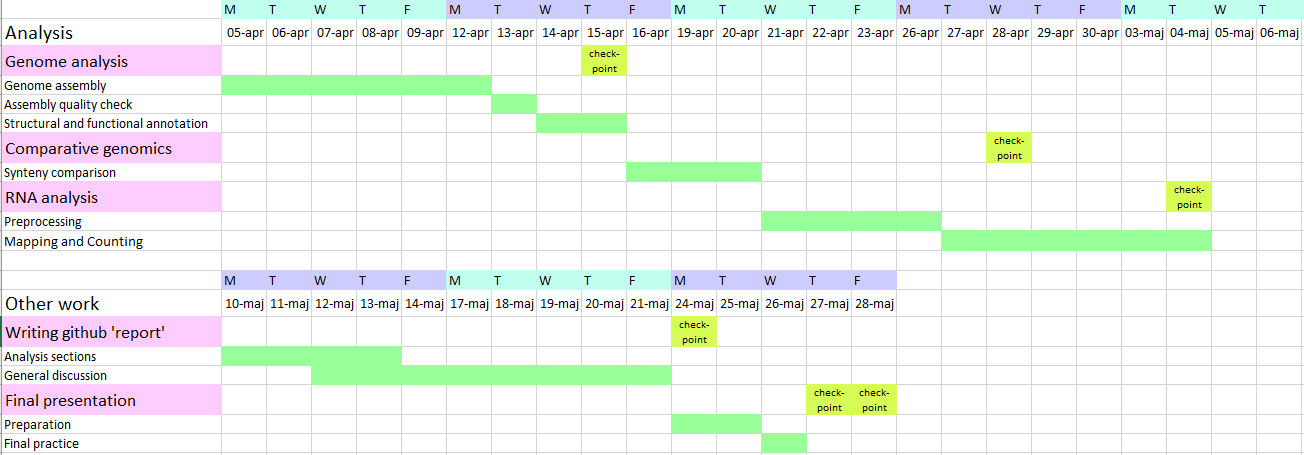 M T W T F M T W T F M T W T F M T W T F M T W T
Analysis 05-apr 06-apr 07-apr 08-apr 09-apr 12-apr 13-apr 14-apr 15-apr 16-apr 19-apr 20-apr 21-apr 22-apr 23-apr 26-apr 27-apr 28-apr 29-apr 30-apr 03-maj 04-maj 05-maj 06-maj
Genome analysis check-
point
Genome assembly
Assembly quality check
Structural and functional annotation
Comparative genomics check-
point
Synteny comparison
RNA analysis check-
point
Preprocessing
Mapping and Counting
M T W T F M T W T F M T W T F
Other work 10-maj 11-maj 12-maj 13-maj 14-maj 17-maj 18-maj 19-maj 20-maj 21-maj 24-maj 25-maj 26-maj 27-maj 28-maj
Writing github 'report' check-
point
Analysis sections
General discussion
Final presentation check- check-
point point
Preparation
Final practice